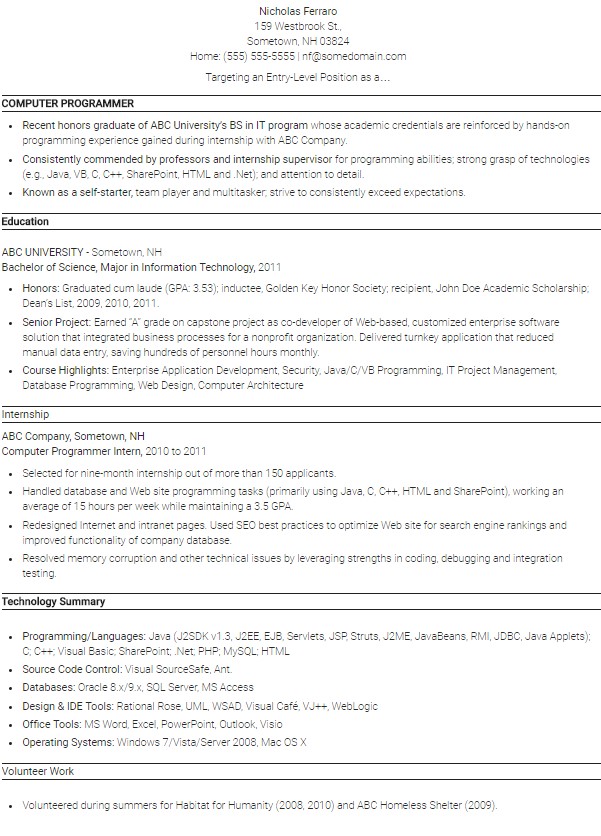 Nicholas Ferraro
159 Westbrook St.,
Sometown, NH 03824
Home: (555) 555-5555 | nf@somedomain.com
Targeting an Entry-Level Position as a…
COMPUTER PROGRAMMER
• Recent honors graduate of ABC University's BS in IT program whose academic credentials are reinforced by hands-on
programming experience gained during internship with ABC Company.
• Consistently commended by professors and internship supervisor for programming abilities; strong grasp of technologies
(e.g., Java, VB, C, C++, SharePoint, HTML and .Net); and attention to detail.
• Known as a self-starter, team player and multitasker; strive to consistently exceed expectations.
Education
ABC UNIVERSITY - Sometown, NH
Bachelor of Science, Major in Information Technology, 2011
• Honors: Graduated cum laude (GPA: 3.53); inductee, Golden Key Honor Society; recipient, John Doe Academic Scholarship;
Dean's List, 2009, 2010, 2011.
• Senior Project: Earned "A" grade on capstone project as co-developer of Web-based, customized enterprise software
solution that integrated business processes for a nonprofit organization. Delivered turnkey application that reduced
manual data entry, saving hundreds of personnel hours monthly.
• Course Highlights: Enterprise Application Development, Security, Java/C/VB Programming, IT Project Management,
Database Programming, Web Design, Computer Architecture
Internship
ABC Company, Sometown, NH
Computer Programmer Intern, 2010 to 2011
• Selected for nine-month internship out of more than 150 applicants.
• Handled database and Web site programming tasks (primarily using Java, C, C++, HTML and SharePoint), working an
average of 15 hours per week while maintaining a 3.5 GPA.
• Redesigned Internet and intranet pages. Used SEO best practices to optimize Web site for search engine rankings and
improved functionality of company database.
• Resolved memory corruption and other technical issues by leveraging strengths in coding, debugging and integration
testing.
Technology Summary
• Programming/Languages: Java (J2SDK v1.3, J2EE, EJB, Servlets, JSP, Struts, J2ME, JavaBeans, RMI, JDBC, Java Applets);
C; C++; Visual Basic; SharePoint; .Net; PHP; MySQL; HTML
• Source Code Control: Visual SourceSafe, Ant.
• Databases: Oracle 8.x/9.x, SQL Server, MS Access
• Design & IDE Tools: Rational Rose, UML, WSAD, Visual Café, VJ++, WebLogic
• Office Tools: MS Word, Excel, PowerPoint, Outlook, Visio
• Operating Systems: Windows 7/Vista/Server 2008, Mac OS X
Volunteer Work
• Volunteered during summers for Habitat for Humanity (2008, 2010) and ABC Homeless Shelter (2009).